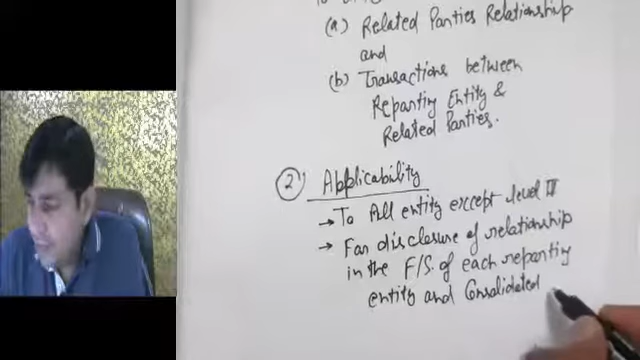 (a) Related Parties Relationship
and
(b) Transactions between
Reporting Entity &
Related Parties.
② Applicability
→ To All entity except level
→ For disclosure of relationship
in the F/S. of each reporting
entity and Consolidated